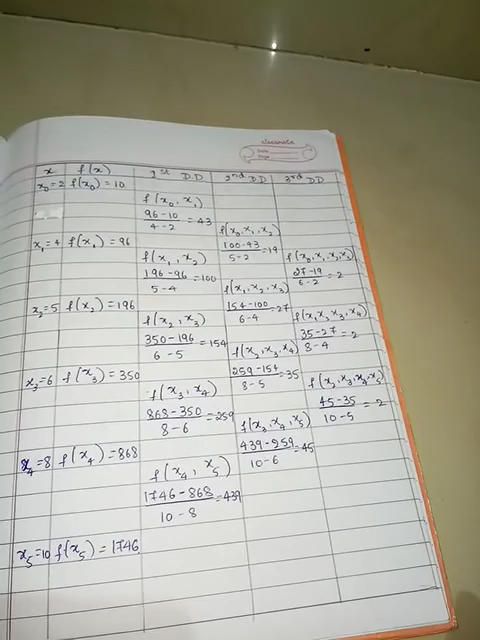 classmate
Date
Page
x f(x) 1st D.D 2nd D.D 3rd D.D
x₀=2 f(x₀)=10
f(x₀, x₁)
96-10/4-2 = 43
f(x₀, x₁, x₂)
100-43/5-2 = 19
x₁=4 f(x₁)=96
f(x₁, x₂)
196-96/5-4 = 100
f(x₀, x₁, x₂, x₃)
27-19/6-2 = 2
f(x₁, x₂, x₃)
154-100/6-4 = 27
x₂=5 f(x₂)=196
f(x₂, x₃)
350-196/6-5 = 154
f(x₁, x₂, x₃, x₄)
35-27/8-4 = 2
f(x₂, x₃, x₄)
259-154/8-5 = 35
x₃=6 f(x₃)=350
f(x₃, x₄)
868-350/8-6 = 259
f(x₂, x₃, x₄, x₅)
45-35/10-5 = 2
f(x₃, x₄, x₅)
439-259/10-6 = 45
x₄=8 f(x₄)=868
f(x₄, x₅)
1746-868/10-8 = 439
x₅=10 f(x₅)=1746